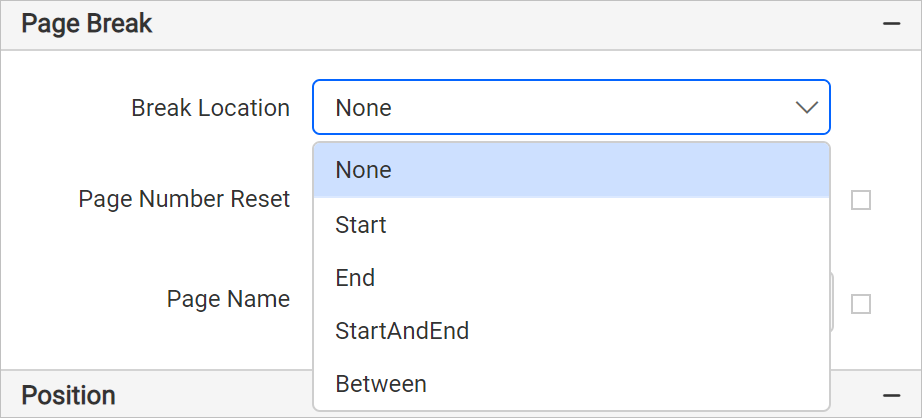 Page Break
Break Location None
None
Page Number Reset
Start
End
Page Name
StartAndEnd
Between
Position